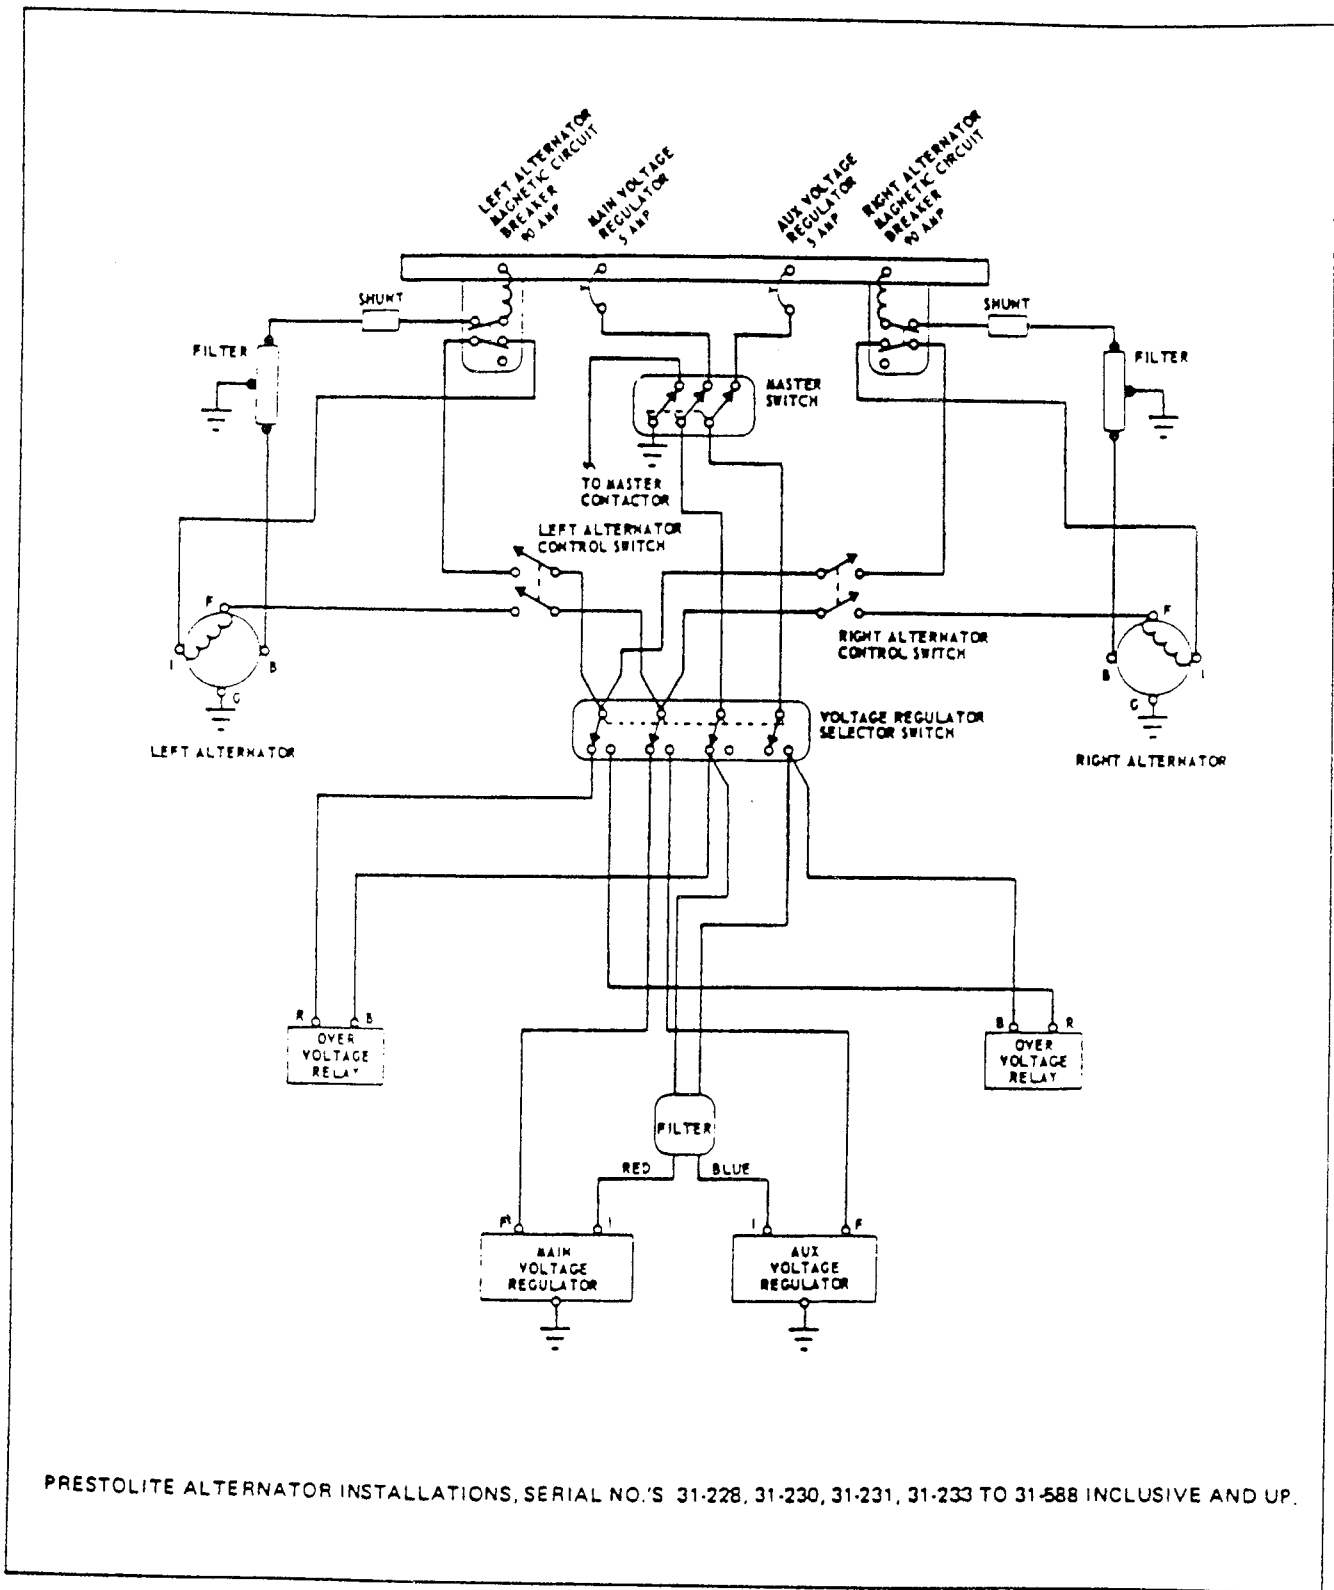 LEFT ALTERNATOR
MAGNETIC CIRCUIT
BREAKER
90 AMP
MAIN VOLTAGE
REGULATOR
5 AMP
AUX VOLTAGE
REGULATOR
5 AMP
RIGHT ALTERNATOR
MAGNETIC CIRCUIT
BREAKER
90 AMP
SHUNT
SHUNT
FILTER
FILTER
MASTER
SWITCH
TO MASTER
CONTACTOR
LEFT ALTERNATOR
CONTROL SWITCH
RIGHT ALTERNATOR
CONTROL SWITCH
F
I
B
G
LEFT ALTERNATOR
F
B
I
G
RIGHT ALTERNATOR
VOLTAGE REGULATOR
SELECTOR SWITCH
R
B
OVER
VOLTAGE
RELAY
B
R
OVER
VOLTAGE
RELAY
FILTER
RED
BLUE
F
I
MAIN
VOLTAGE
REGULATOR
I
F
AUX
VOLTAGE
REGULATOR
PRESTOLITE ALTERNATOR INSTALLATIONS, SERIAL NO.'S 31-228, 31-230, 31-231, 31-233 TO 31-588 INCLUSIVE AND UP.